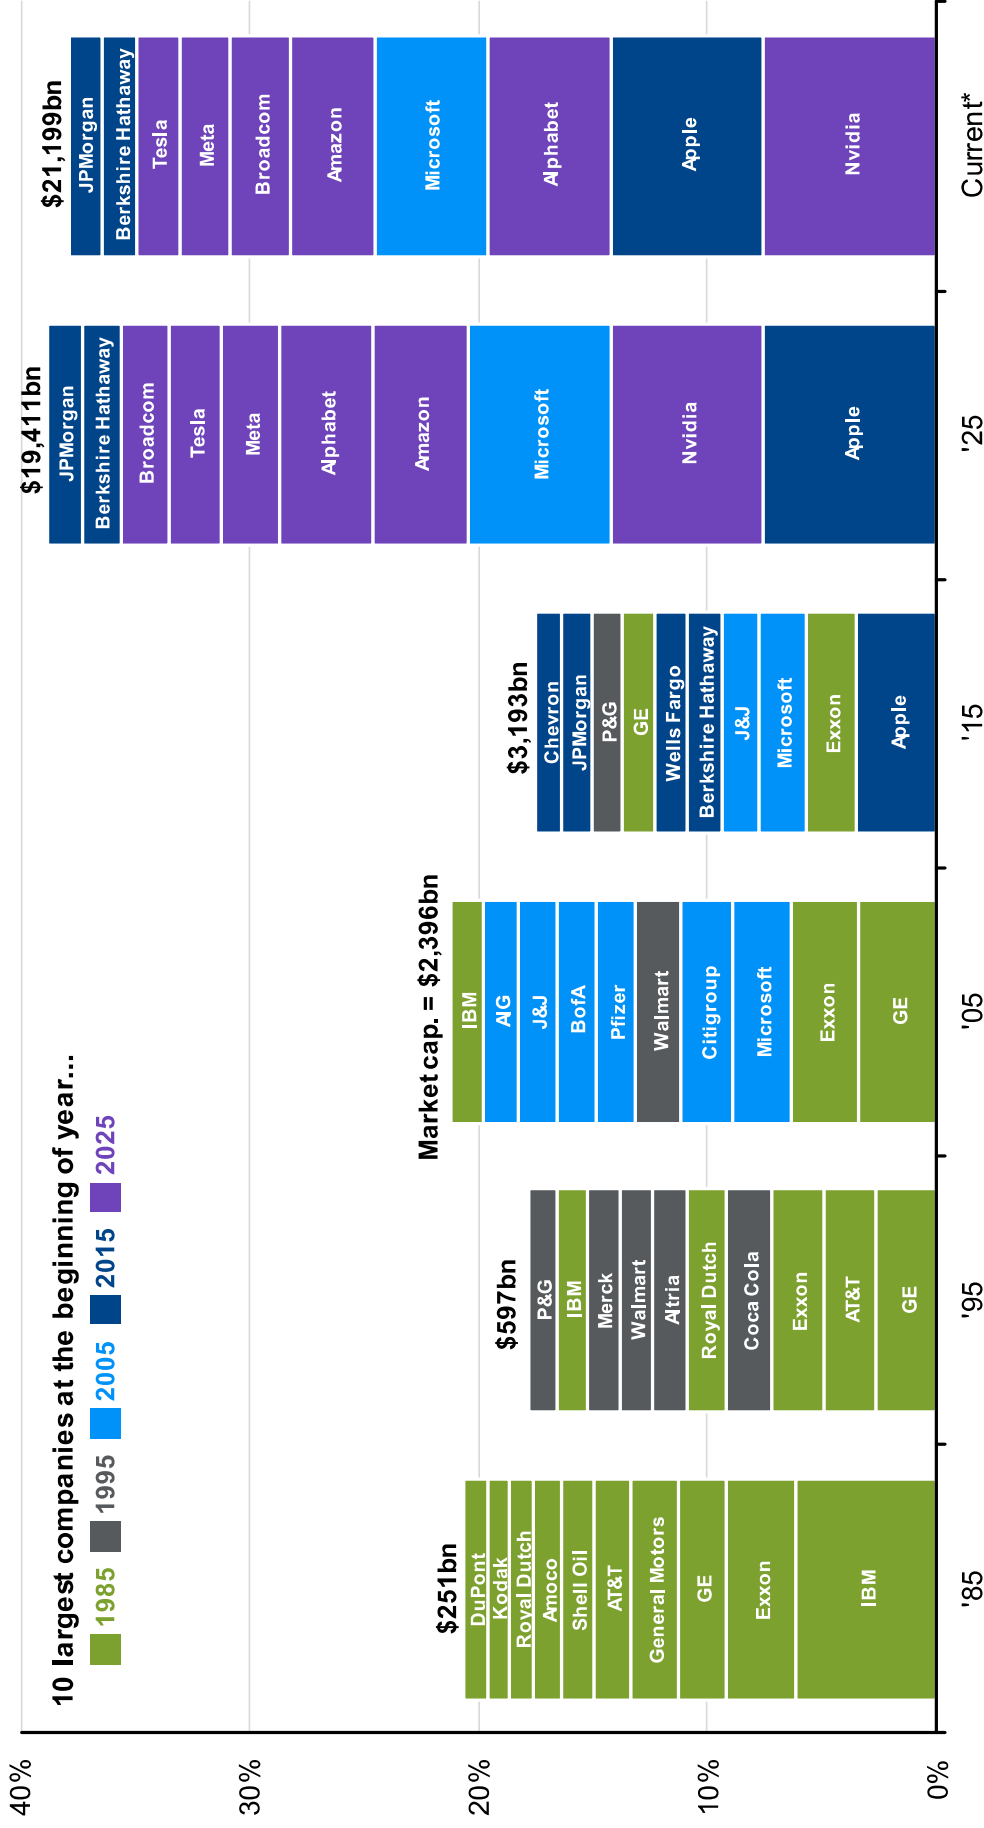 10 largest companies at the beginning of year...
1985 1995 2005 2015 2025
40%
30%
20%
10%
0%
$251bn
DuPont
Kodak
Royal Dutch
Amoco
Shell Oil
AT&T
General Motors
GE
Exxon
IBM
'85
$597bn
P&G
IBM
Merck
Walmart
Altria
Royal Dutch
Coca Cola
Exxon
AT&T
GE
'95
Market cap. = $2,396bn
IBM
AIG
J&J
BofA
Pfizer
Walmart
Citigroup
Microsoft
Exxon
GE
'05
$3,193bn
Chevron
JPMorgan
P&G
GE
Wells Fargo
Berkshire Hathaway
J&J
Microsoft
Exxon
Apple
'15
$19,411bn
JPMorgan
Berkshire Hathaway
Broadcom
Tesla
Meta
Alphabet
Amazon
Microsoft
Nvidia
Apple
'25
$21,199bn
JPMorgan
Berkshire Hathaway
Tesla
Meta
Broadcom
Amazon
Microsoft
Alphabet
Apple
Nvidia
Current*